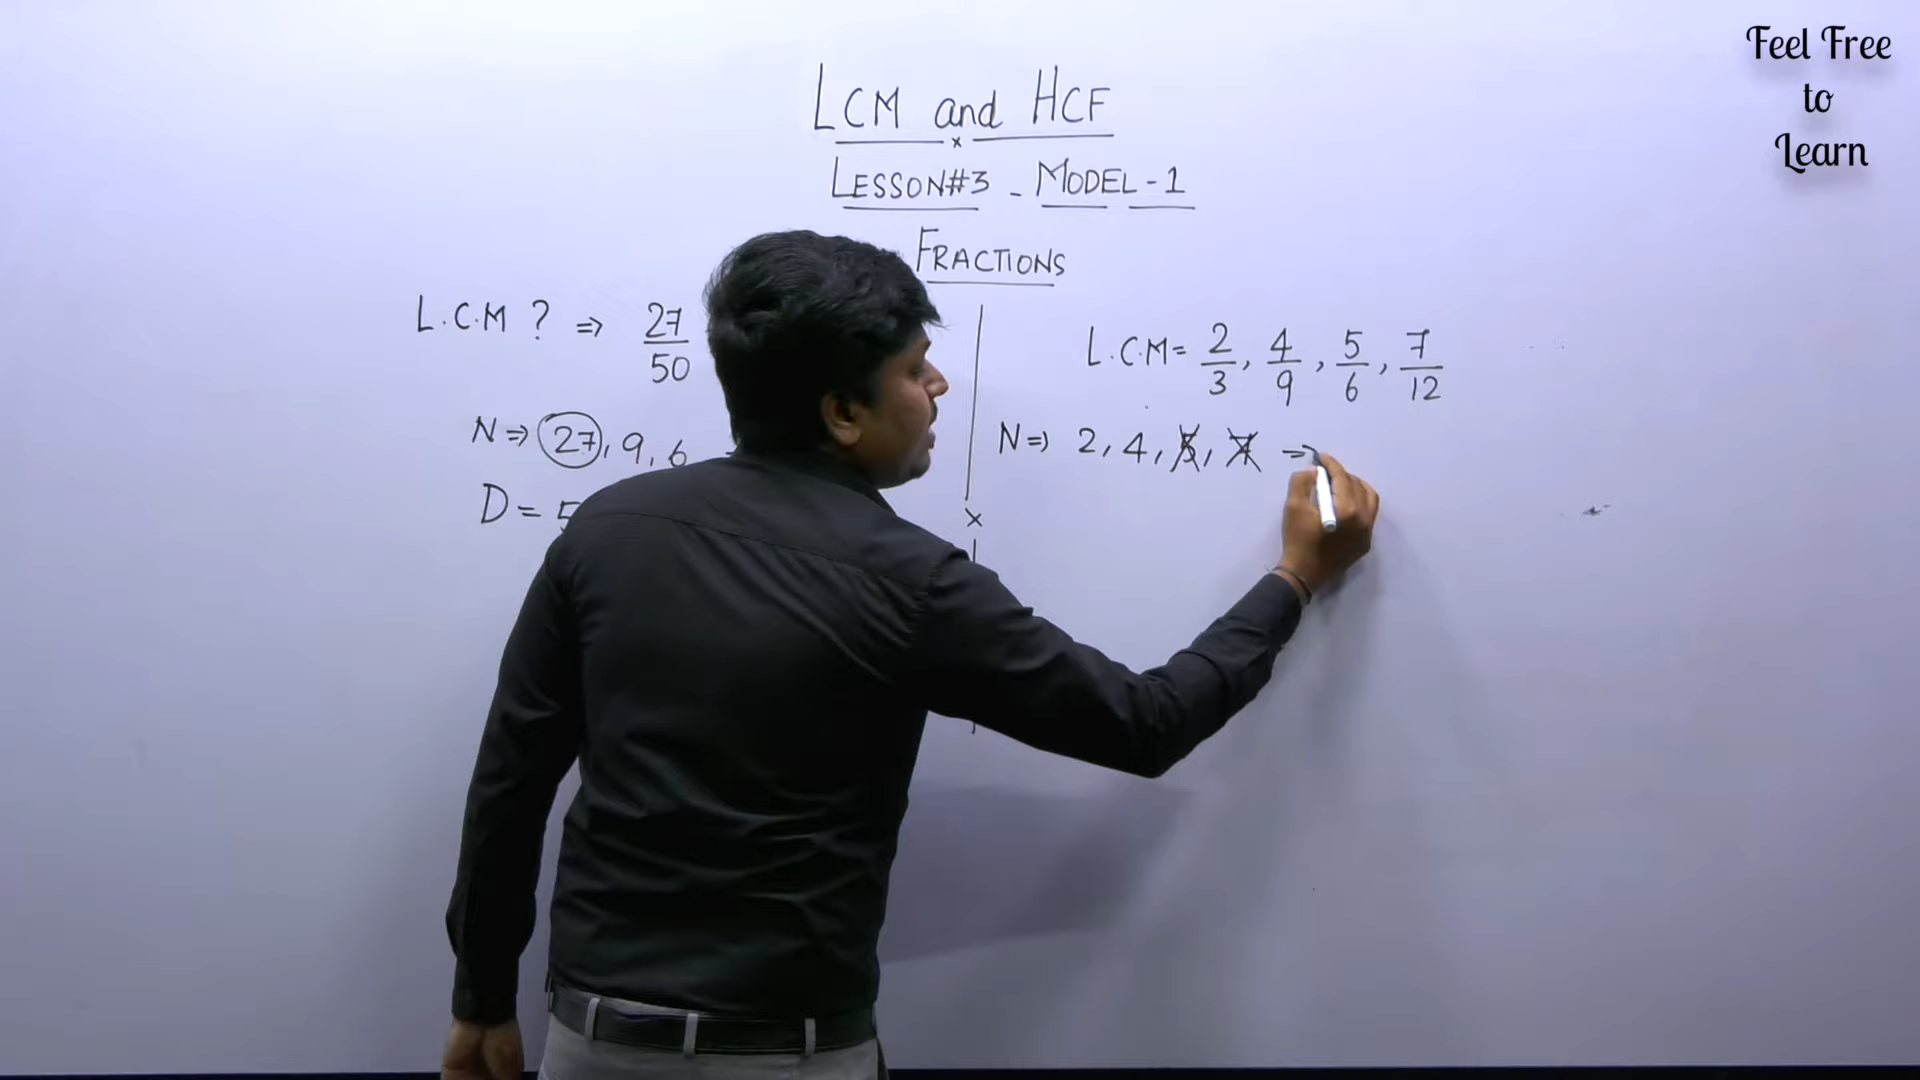 Feel Free
to
Learn
LCM and HCF
LESSON#3 - MODEL-1
FRACTIONS
L.C.M ? => 27/50
N => 27, 9, 6
D = 5
L.C.M = 2/3, 4/9, 5/6, 7/12
N => 2, 4, 5, 7 =>